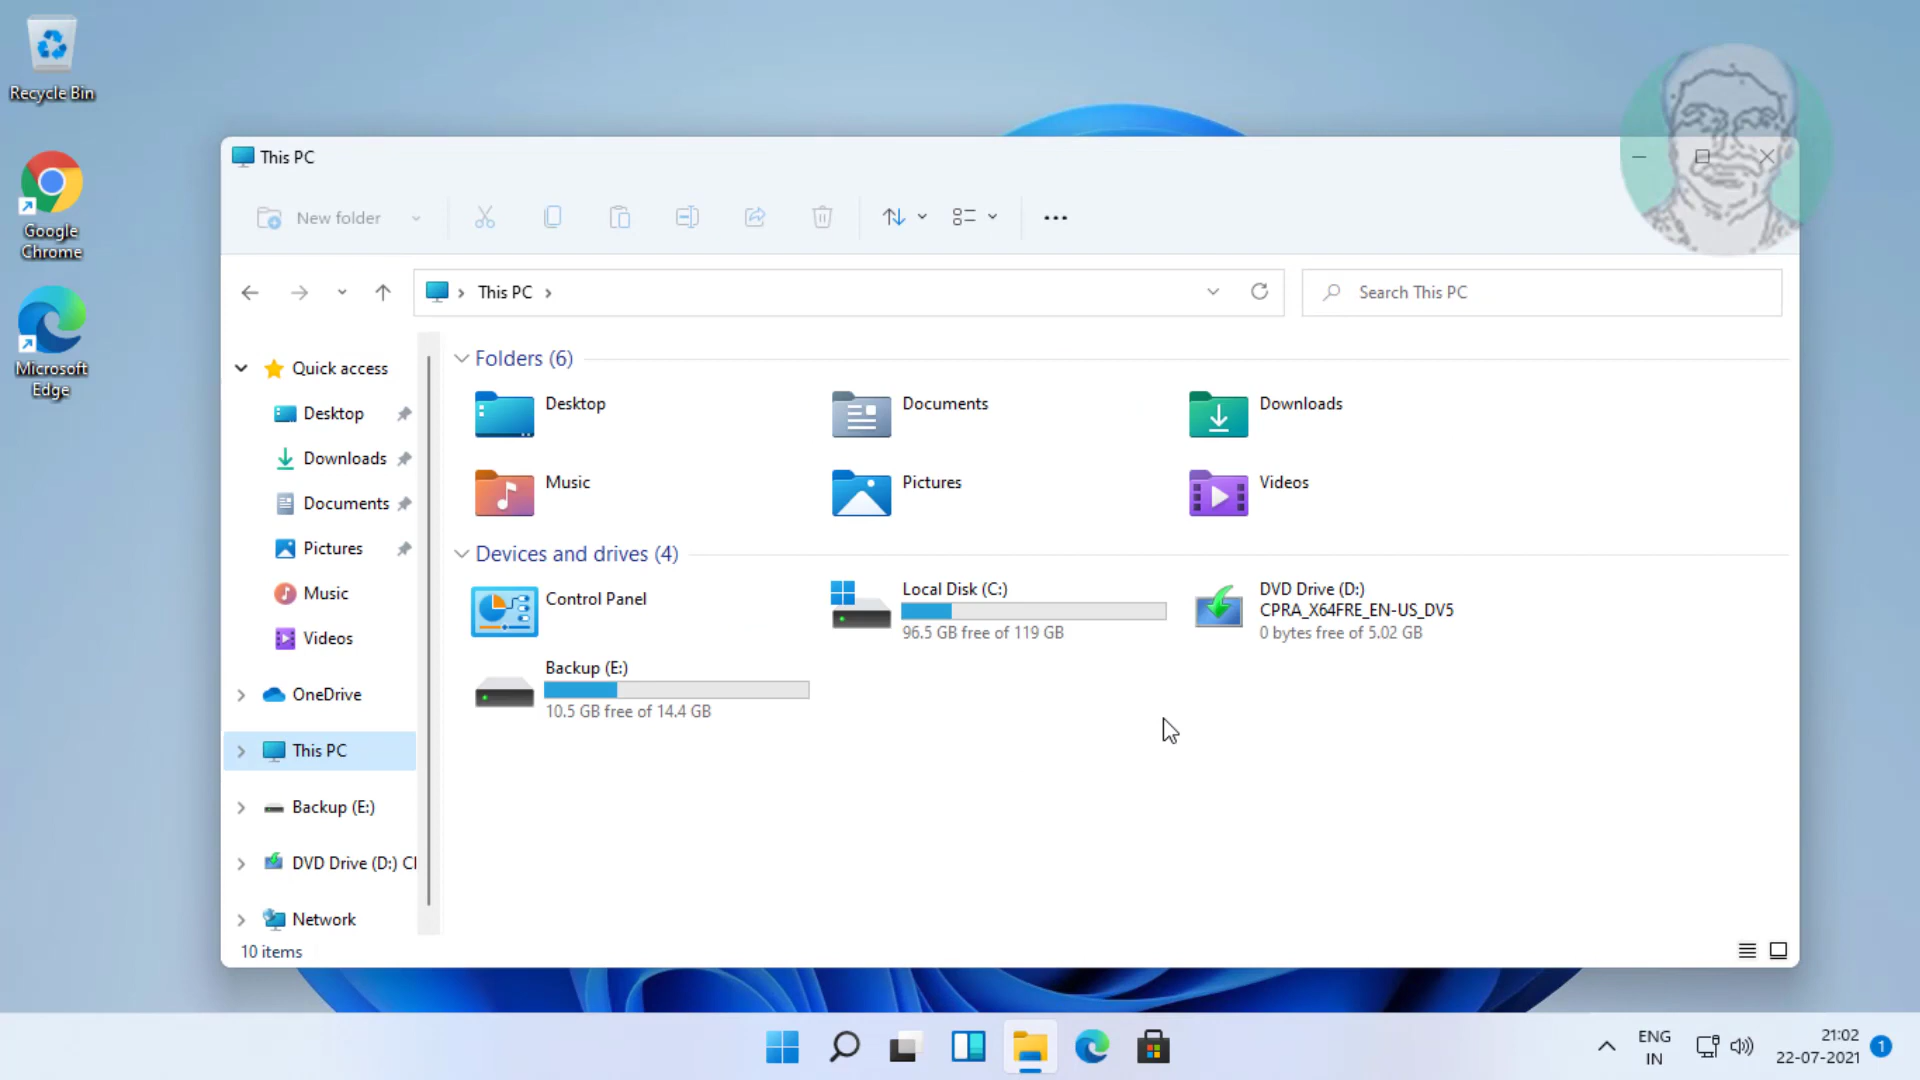 Recycle Bin
Google
Chrome
Microsoft
Edge
This PC
New folder
This PC
Search This PC
Quick access
Desktop
Downloads
Documents
Pictures
Music
Videos
OneDrive
This PC
Backup (E:)
DVD Drive (D:) CI
Network
10 items
Folders (6)
Desktop
Documents
Downloads
Music
Pictures
Videos
Devices and drives (4)
Control Panel
Local Disk (C:)
96.5 GB free of 119 GB
DVD Drive (D:)
CPRA_X64FRE_EN-US_DV5
0 bytes free of 5.02 GB
Backup (E:)
10.5 GB free of 14.4 GB
ENG
IN
21:02
22-07-2021
1